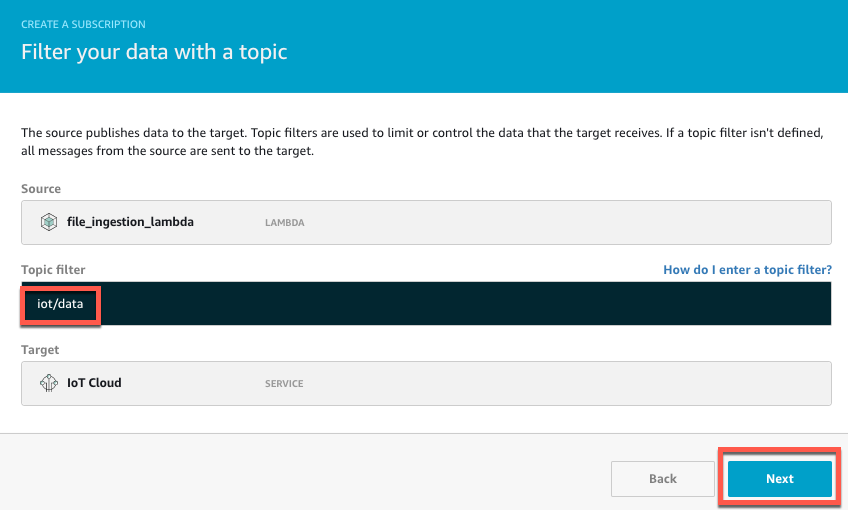 CREATE A SUBSCRIPTION
Filter your data with a topic
The source publishes data to the target. Topic filters are used to limit or control the data that the target receives. If a topic filter isn't defined,
all messages from the source are sent to the target.
Source
file_ingestion_lambda LAMBDA
Topic filter How do I enter a topic filter?
iot/data
Target
IoT Cloud SERVICE
Back Next